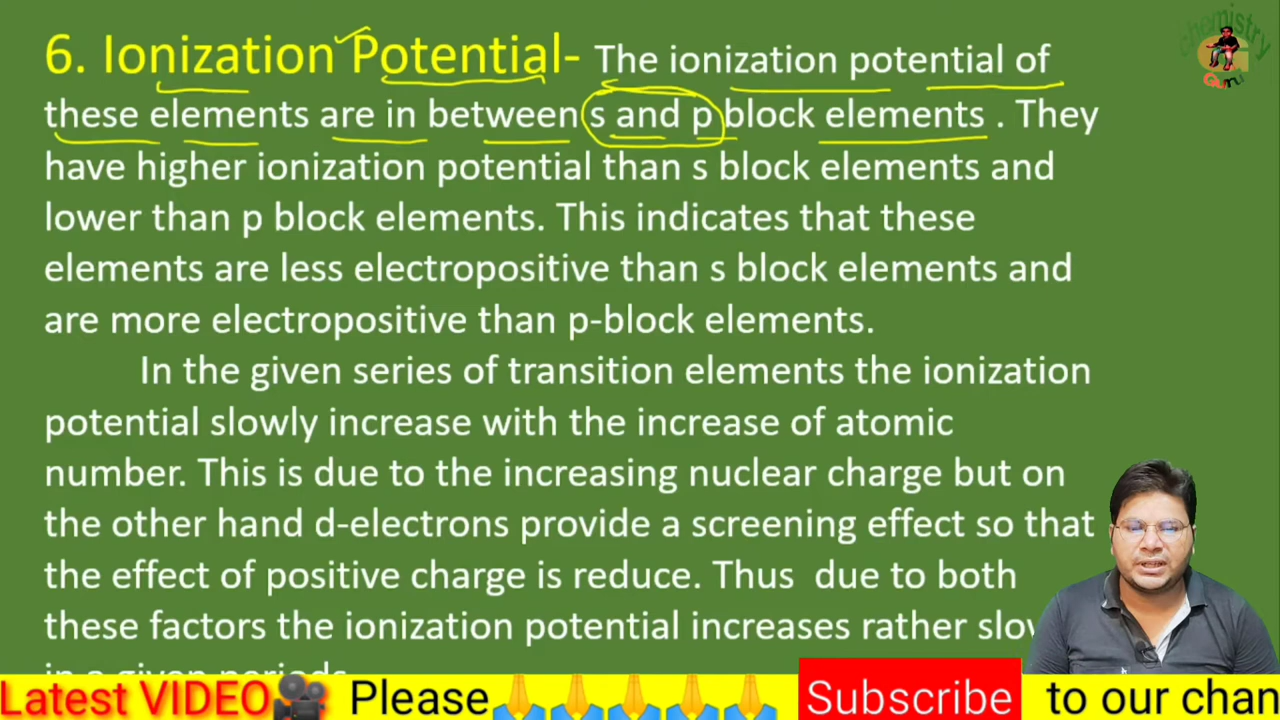 6. Ionization Potential- The ionization potential of
these elements are in between s and p block elements . They
have higher ionization potential than s block elements and
lower than p block elements. This indicates that these
elements are less electropositive than s block elements and
are more electropositive than p-block elements.
In the given series of transition elements the ionization
potential slowly increase with the increase of atomic
number. This is due to the increasing nuclear charge but on
the other hand d-electrons provide a screening effect so that
the effect of positive charge is reduce. Thus due to both
these factors the ionization potential increases rather
in a given periods
Latest VIDEO🎥 Please🙏🙏🙏🙏🙏 Subscribe to our chan
chemistry
G
Guru